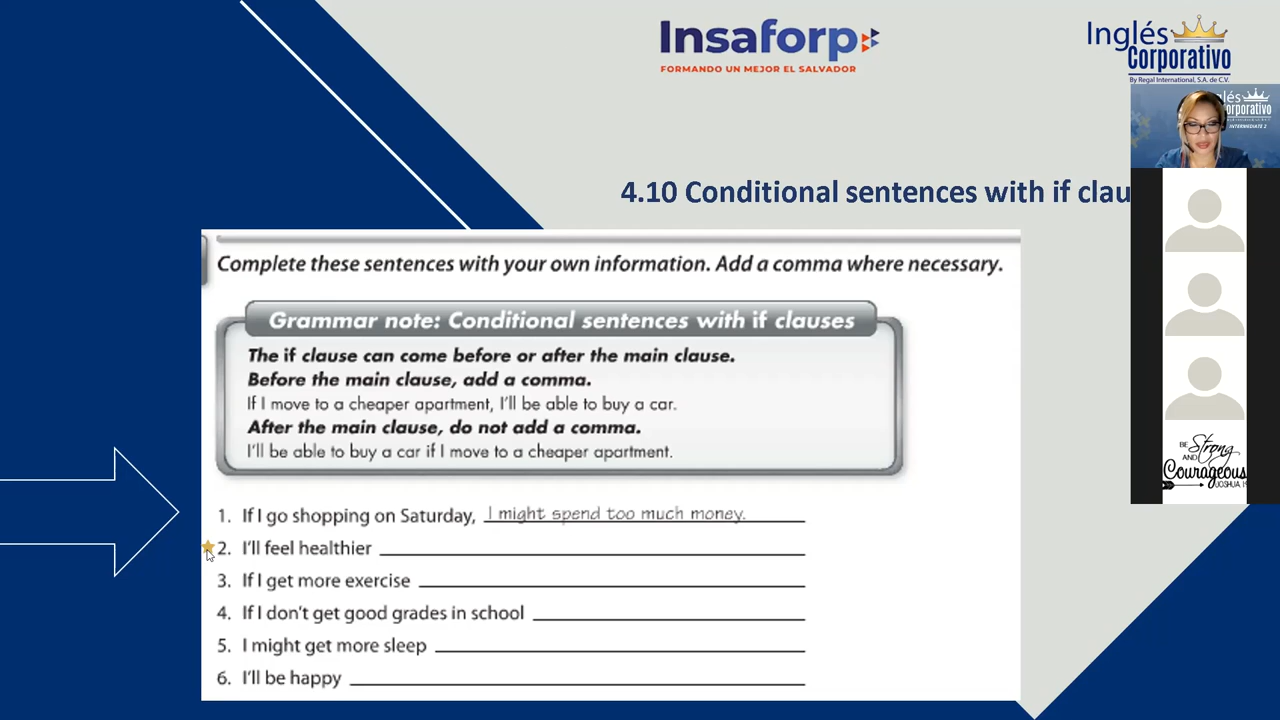 Insaforp
FORMANDO UN MEJOR EL SALVADOR
Inglés
Corporativo
By Regal International, S.A. de C.V.
glés
orporativo
INTERMEDIATE 2
4.10 Conditional sentences with if clau
Complete these sentences with your own information. Add a comma where necessary.
Grammar note: Conditional sentences with if clauses
The if clause can come before or after the main clause.
Before the main clause, add a comma.
If I move to a cheaper apartment, I'll be able to buy a car.
After the main clause, do not add a comma.
I'll be able to buy a car if I move to a cheaper apartment.
1. If I go shopping on Saturday, I might spend too much money.
2. I'll feel healthier
3. If I get more exercise
4. If I don't get good grades in school
5. I might get more sleep
6. I'll be happy
BE Strong
AND
Courageous
JOSHUA 1